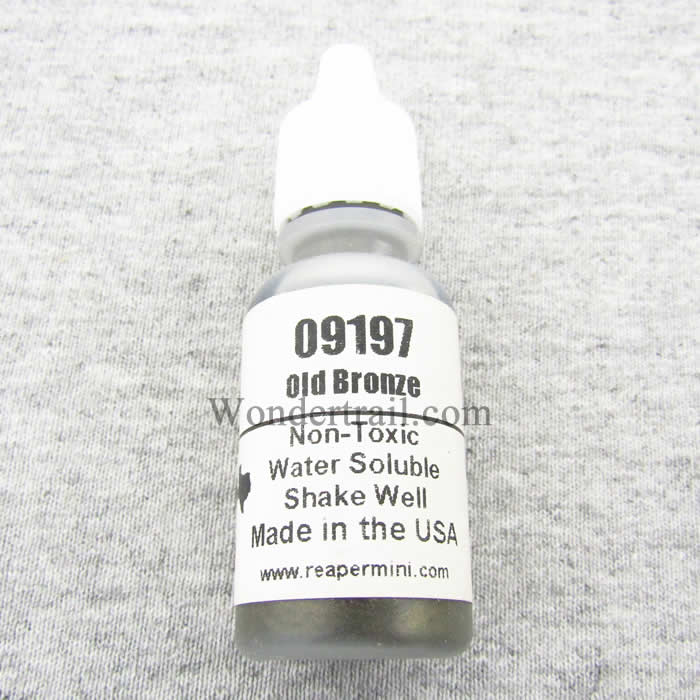 09197
Old Bronze
Wondertrail.com
Non-Toxic
Water Soluble
Shake Well
Made in the USA
www.reapermini.com